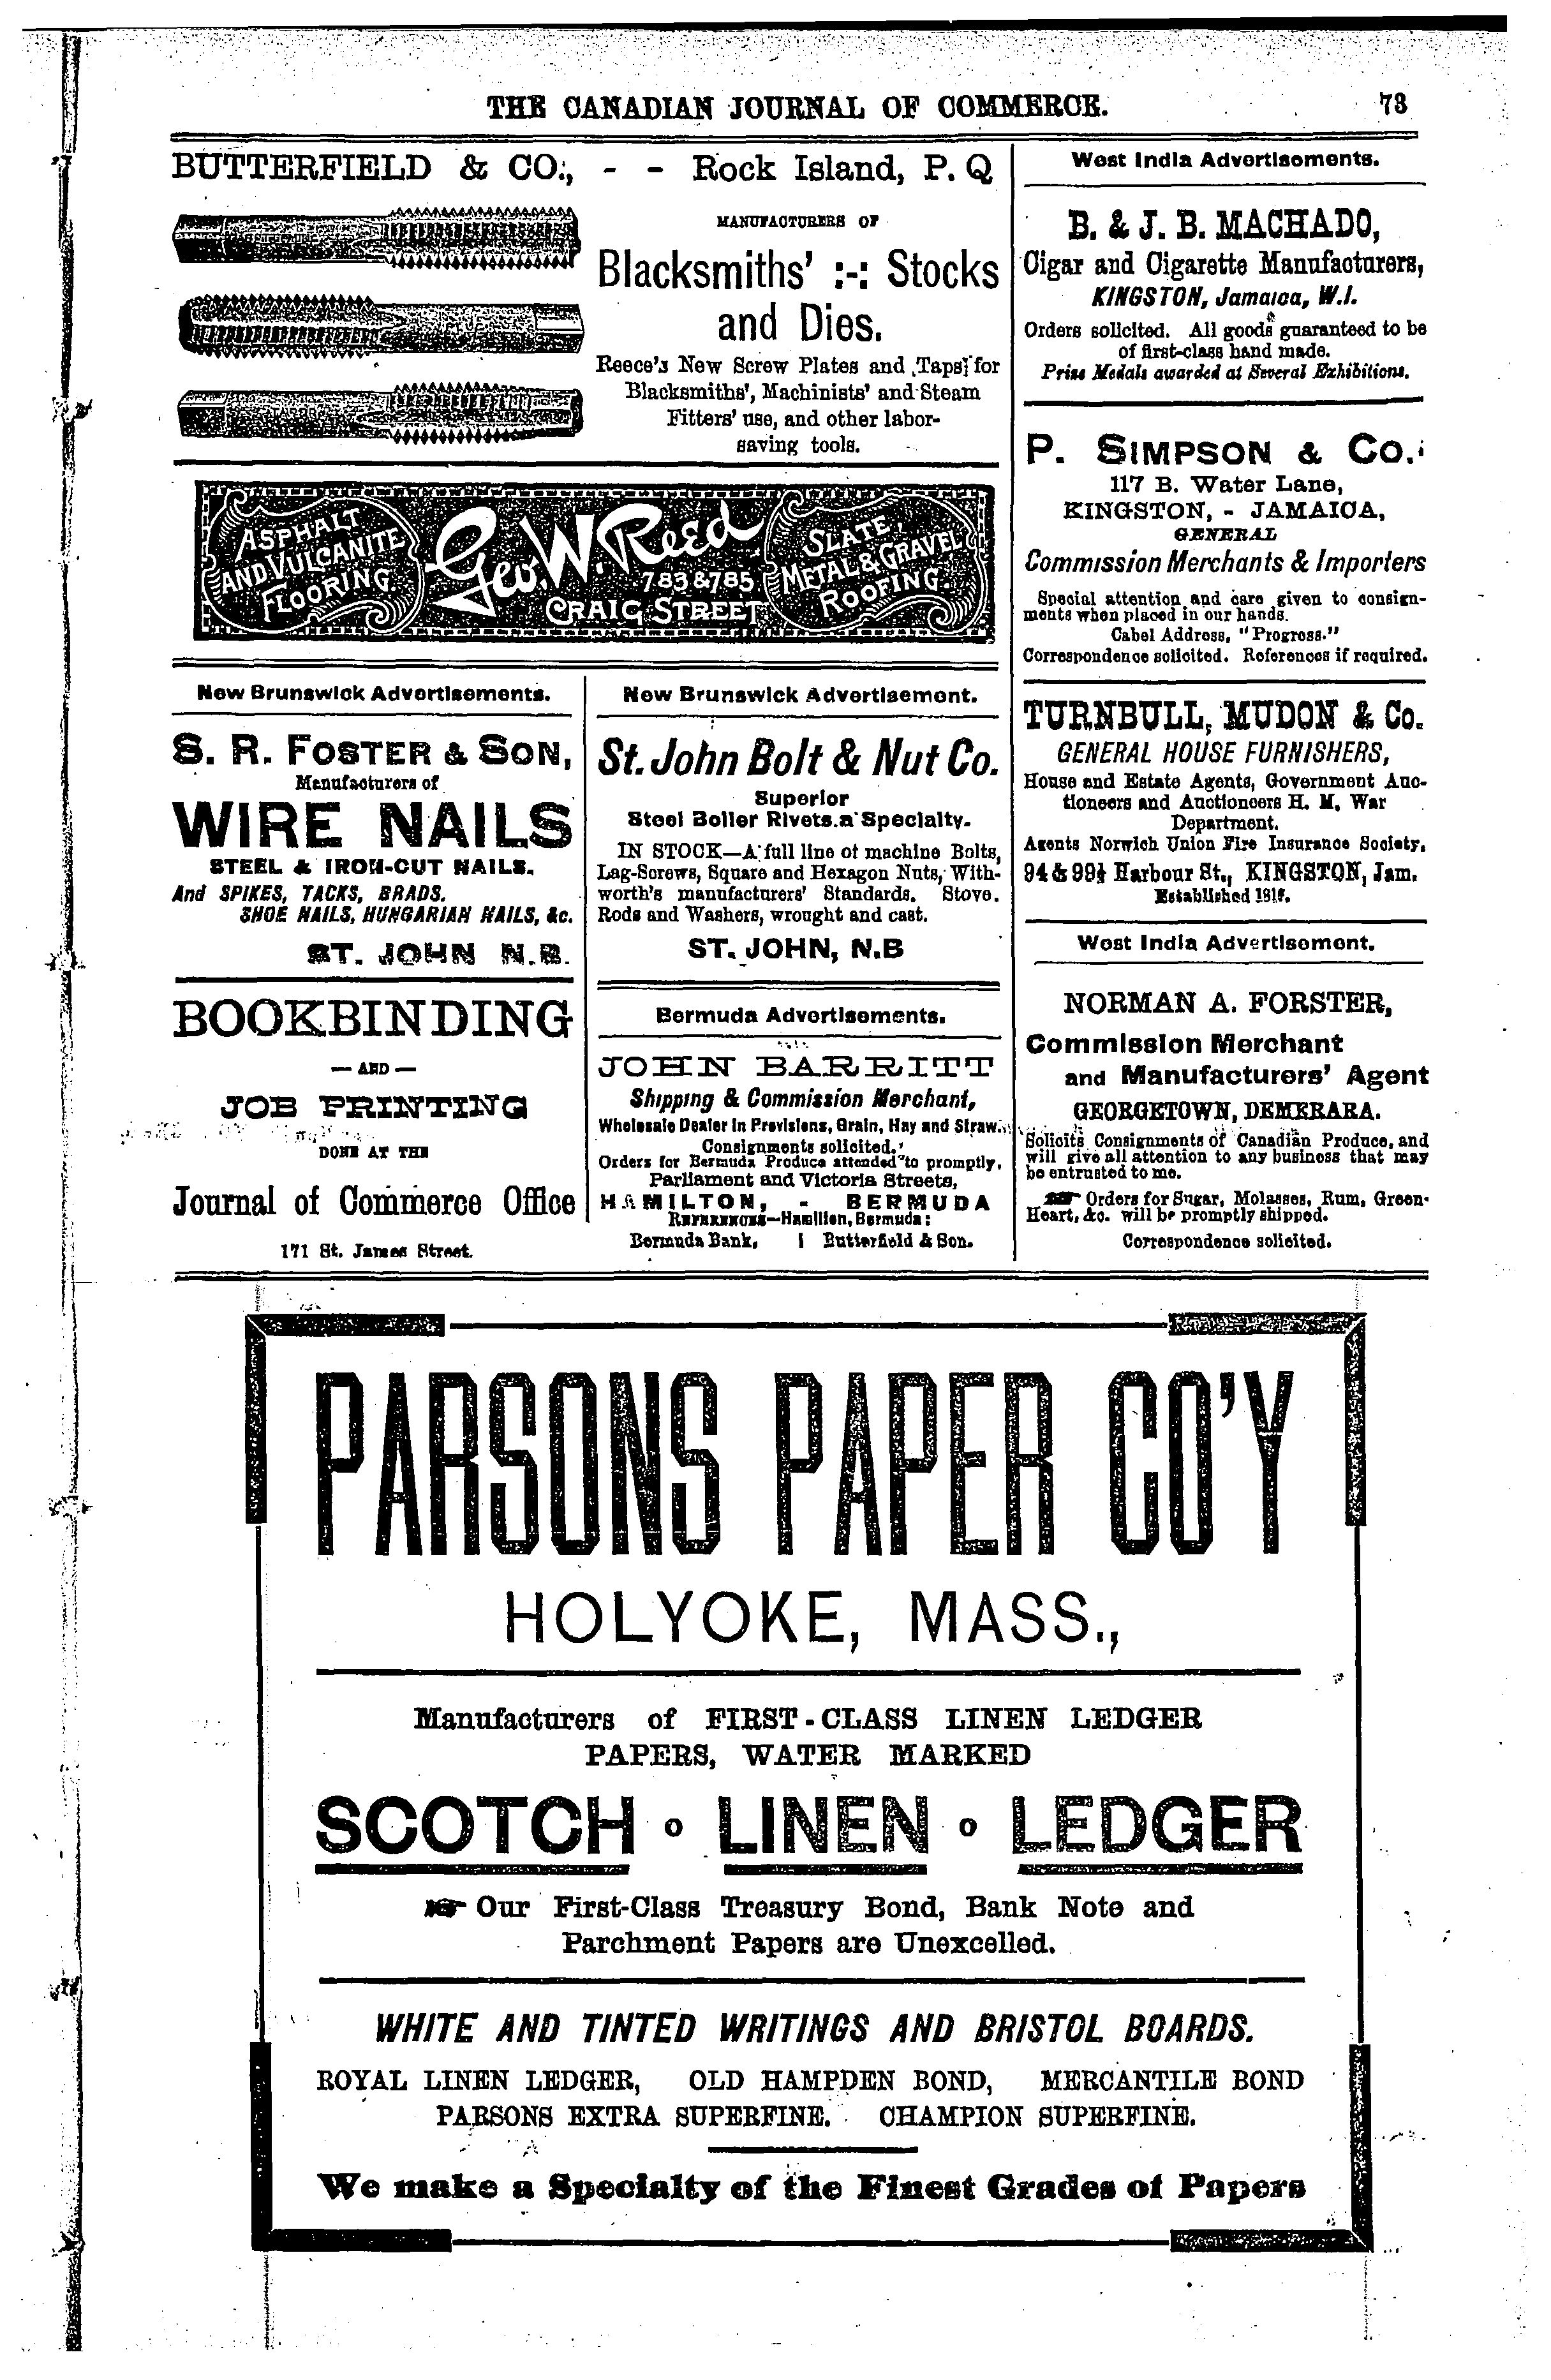 THE CANADIAN JOURNAL OF COMMERCE. 73
BUTTERFIELD & CO., - - Rock Island, P. Q
MANUFACTURERS OF
Blacksmiths' :-: Stocks
and Dies.
Reece's New Screw Plates and Taps for
Blacksmiths', Machinists' and Steam
Fitters' use, and other labor-
saving tools.
ASPHALT
AND VULCANITE
FLOORING
Geo. W. Reed
783 & 785
CRAIG STREET
SLATE,
METAL & GRAVEL
ROOFING.
New Brunswick Advertisements.
S. R. FOSTER & SON,
Manufacturers of
WIRE NAILS
STEEL & IRON-CUT NAILS.
And SPIKES, TACKS, BRADS.
SHOE NAILS, HUNGARIAN NAILS, &c.
ST. JOHN N.B.
BOOKBINDING
— AND —
JOB PRINTING
DONE AT THE
Journal of Commerce Office
171 St. James Street.
New Brunswick Advertisement.
St. John Bolt & Nut Co.
Superior
Steel Boiler Rivets a Specialty.
IN STOCK—A full line of machine Bolts,
Lag-Screws, Square and Hexagon Nuts, With-
worth's manufacturers' Standards. Stove.
Rods and Washers, wrought and cast.
ST. JOHN, N.B
Bermuda Advertisements.
JOHN BARRITT
Shipping & Commission Merchant,
Wholesale Dealer in Provisions, Grain, Hay and Straw.
Consignments solicited.
Orders for Bermuda Produce attended to promptly.
Parliament and Victoria Streets,
HAMILTON, - BERMUDA
REFERENCES—Hamilton, Bermuda:
Bermuda Bank, | Butterfield & Son.
West India Advertisements.
B. & J. B. MACHADO,
Cigar and Cigarette Manufacturers,
KINGSTON, Jamaica, W.I.
Orders solicited. All goods guaranteed to be
of first-class hand made.
Prize Medals awarded at Several Exhibitions.
P. SIMPSON & CO.
117 B. Water Lane,
KINGSTON, - JAMAICA,
GENERAL
Commission Merchants & Importers
Special attention and care given to consign-
ments when placed in our hands.
Cabel Address, "Progress."
Correspondence solicited. References if required.
TURNBULL, MUDON & Co.
GENERAL HOUSE FURNISHERS,
House and Estate Agents, Government Auc-
tioneers and Auctioneers H. M. War
Department.
Agents Norwich Union Fire Insurance Society.
94 & 99½ Harbour St., KINGSTON, Jam.
Established
West India Advertisement.
NORMAN A. FORSTER,
Commission Merchant
and Manufacturers' Agent
GEORGETOWN, DEMERARA.
Solicits Consignments of Canadian Produce, and
will give all attention to any business that may
be entrusted to me.
☞ Orders for Sugar, Molasses, Rum, Green-
Heart, &c. will be promptly shipped.
Correspondence solicited.
PARSONS PAPER CO'Y
HOLYOKE, MASS.,
Manufacturers of FIRST-CLASS LINEN LEDGER
PAPERS, WATER MARKED
SCOTCH o LINEN o LEDGER
☞ Our First-Class Treasury Bond, Bank Note and
Parchment Papers are Unexcelled.
WHITE AND TINTED WRITINGS AND BRISTOL BOARDS.
ROYAL LINEN LEDGER, OLD HAMPDEN BOND, MERCANTILE BOND
PARSONS EXTRA SUPERFINE. CHAMPION SUPERFINE.
We make a Specialty of the Finest Grades of Papers